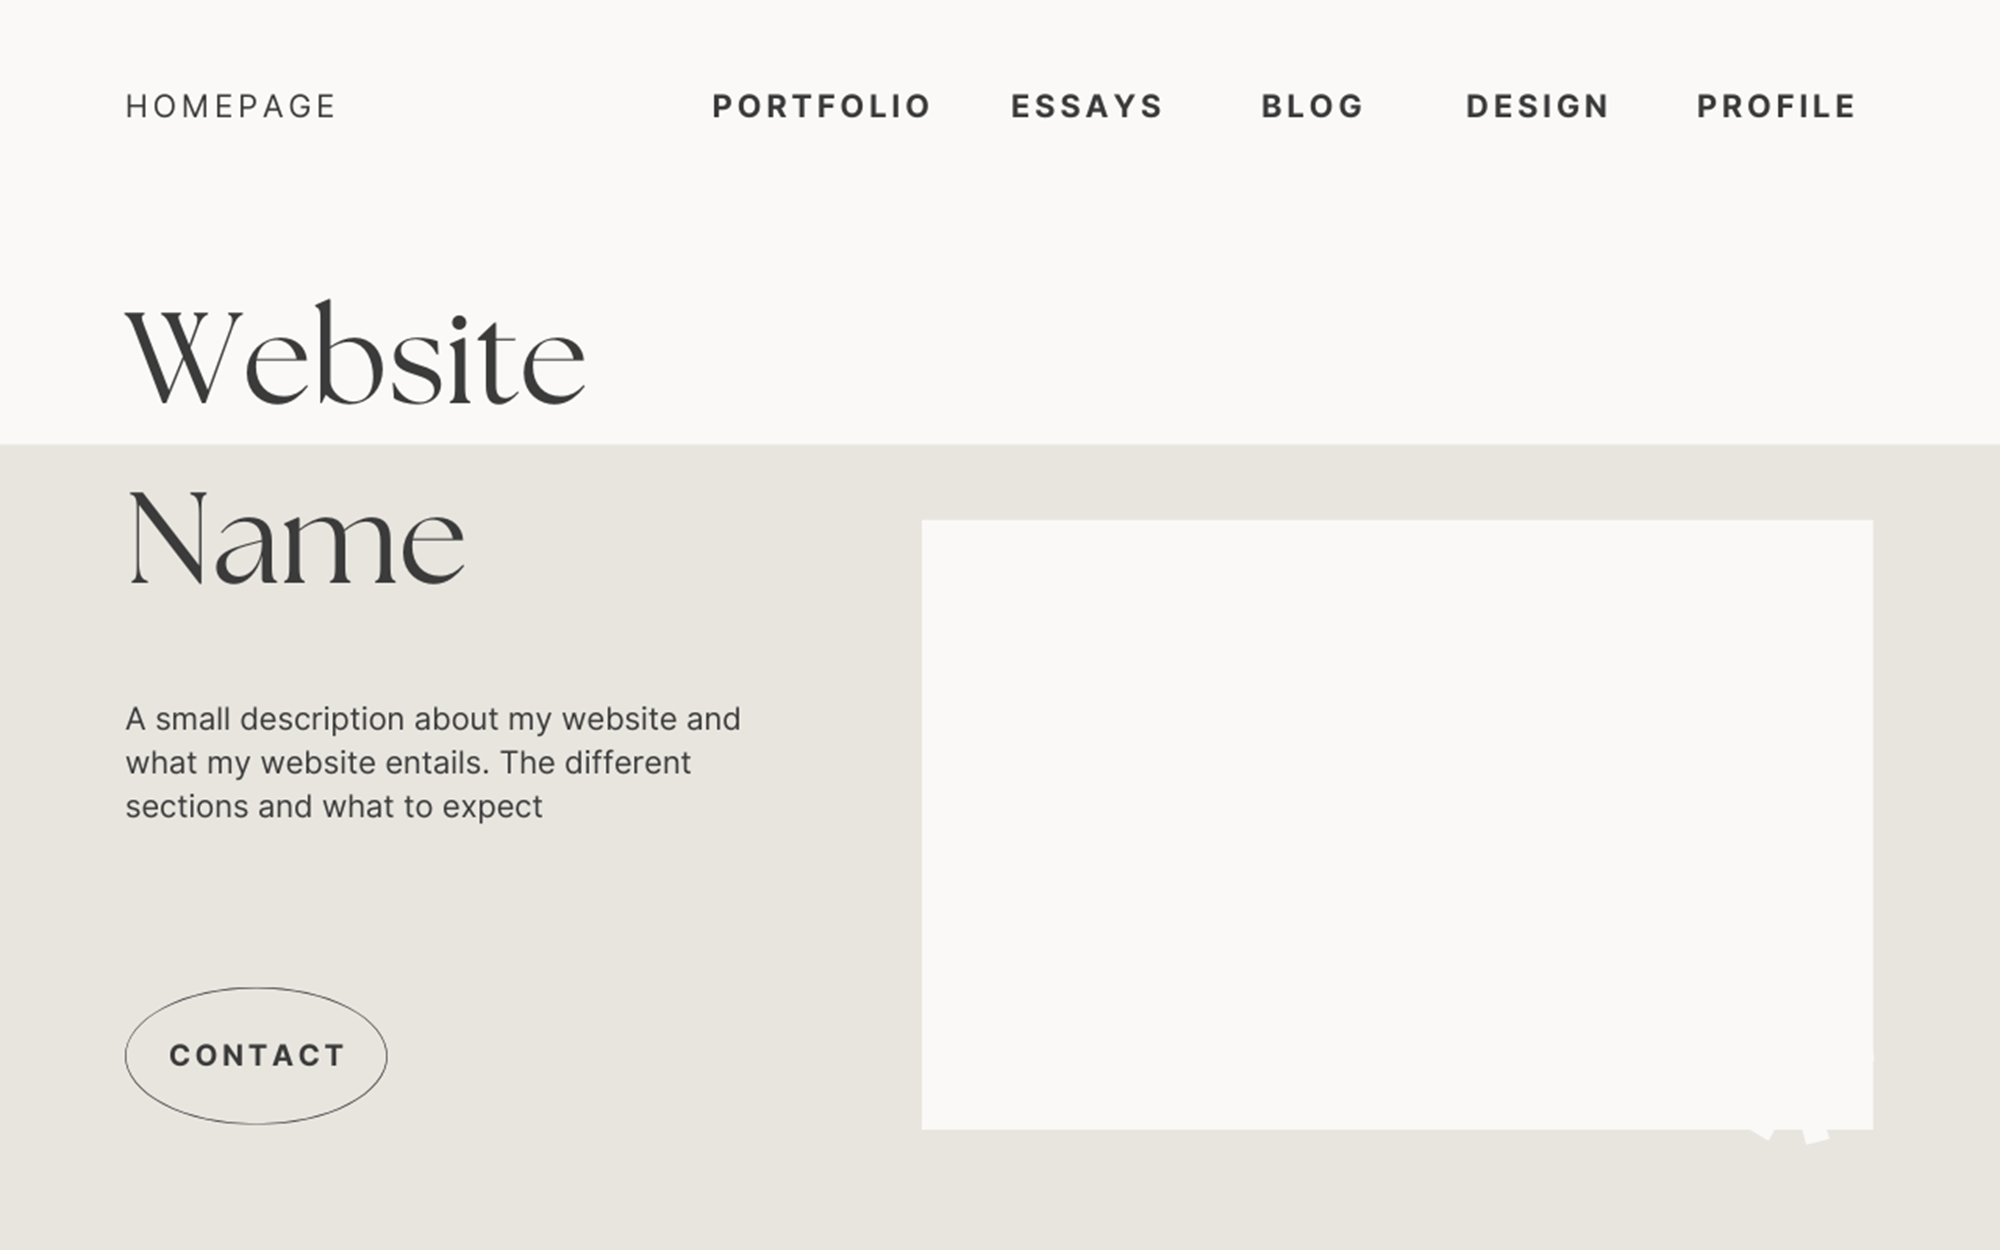 HOMEPAGE PORTFOLIO ESSAYS BLOG DESIGN PROFILE
Website
Name
A small description about my website and
what my website entails. The different
sections and what to expect
CONTACT